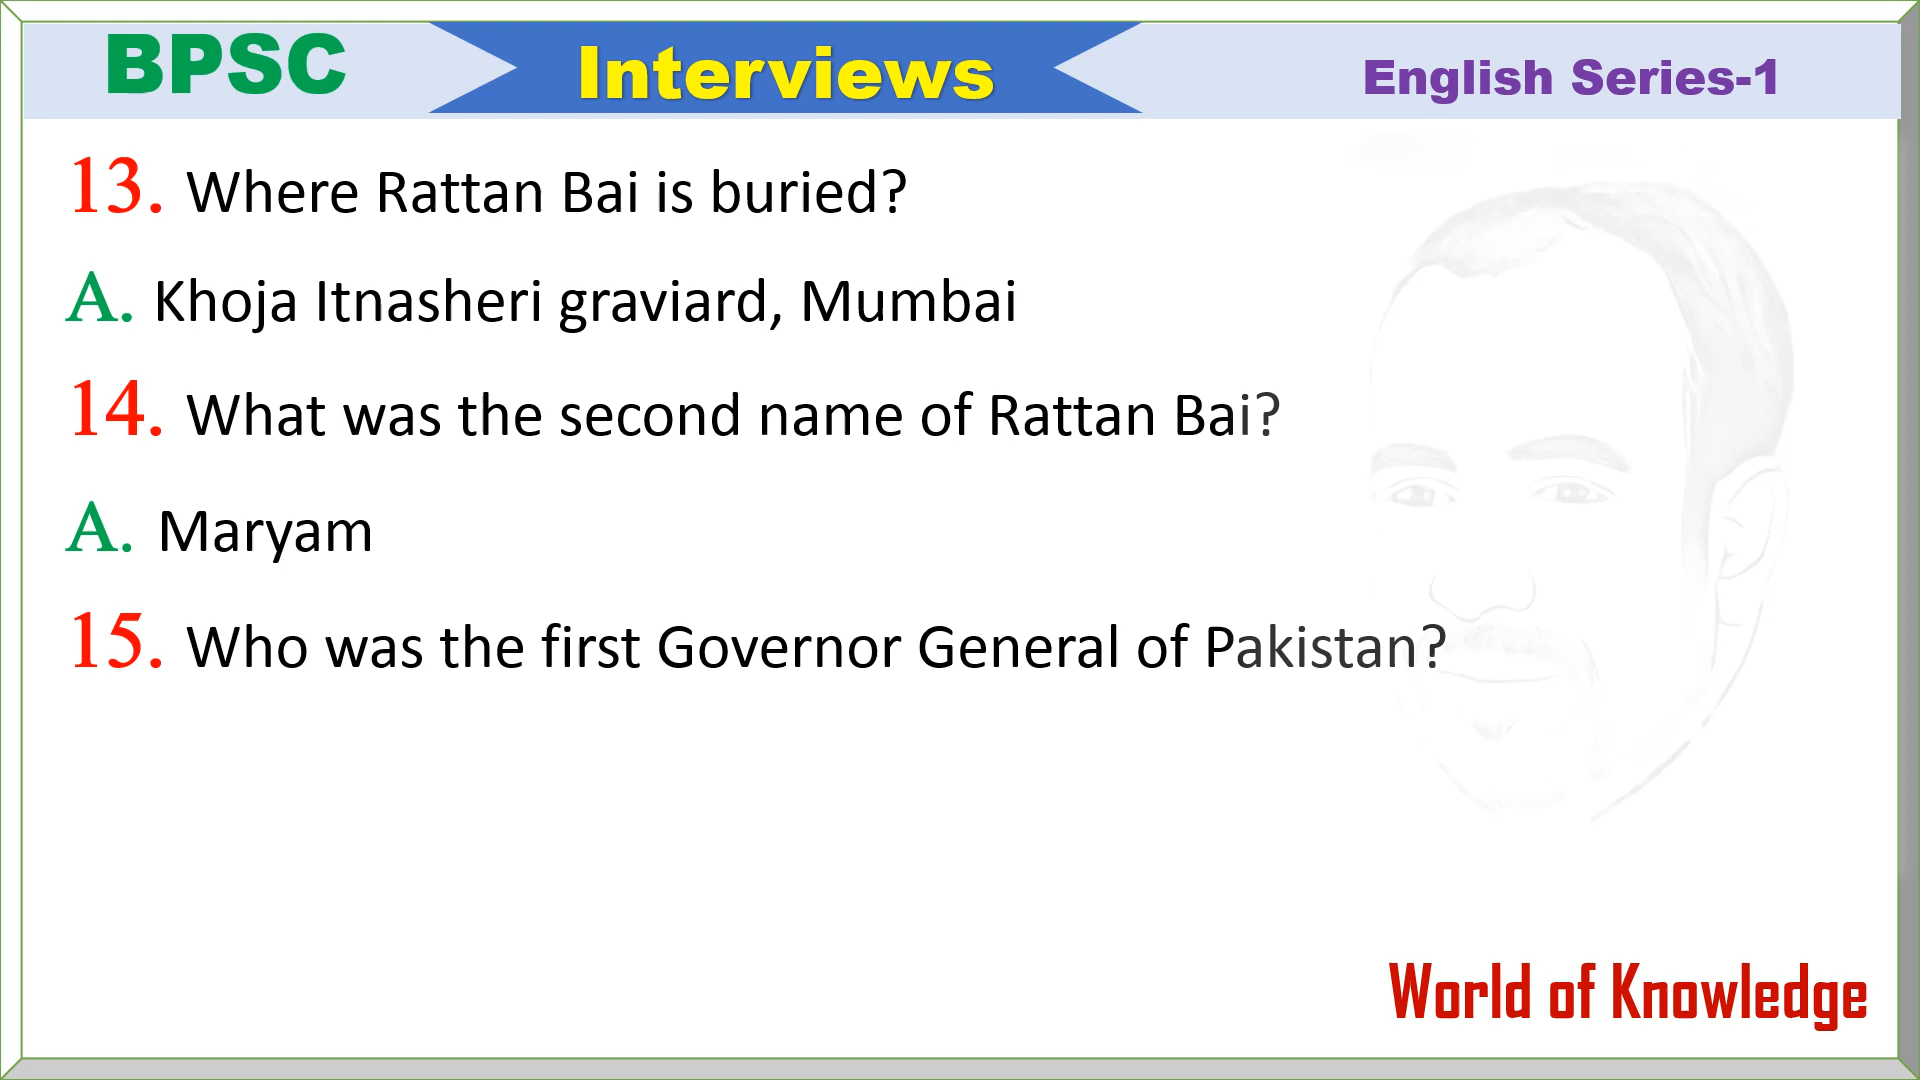 BPSC
Interviews
English Series-1
13. Where Rattan Bai is buried?
A. Khoja Itnasheri graviard, Mumbai
14. What was the second name of Rattan Bai?
A. Maryam
15. Who was the first Governor General of Pakistan?
World of Knowledge